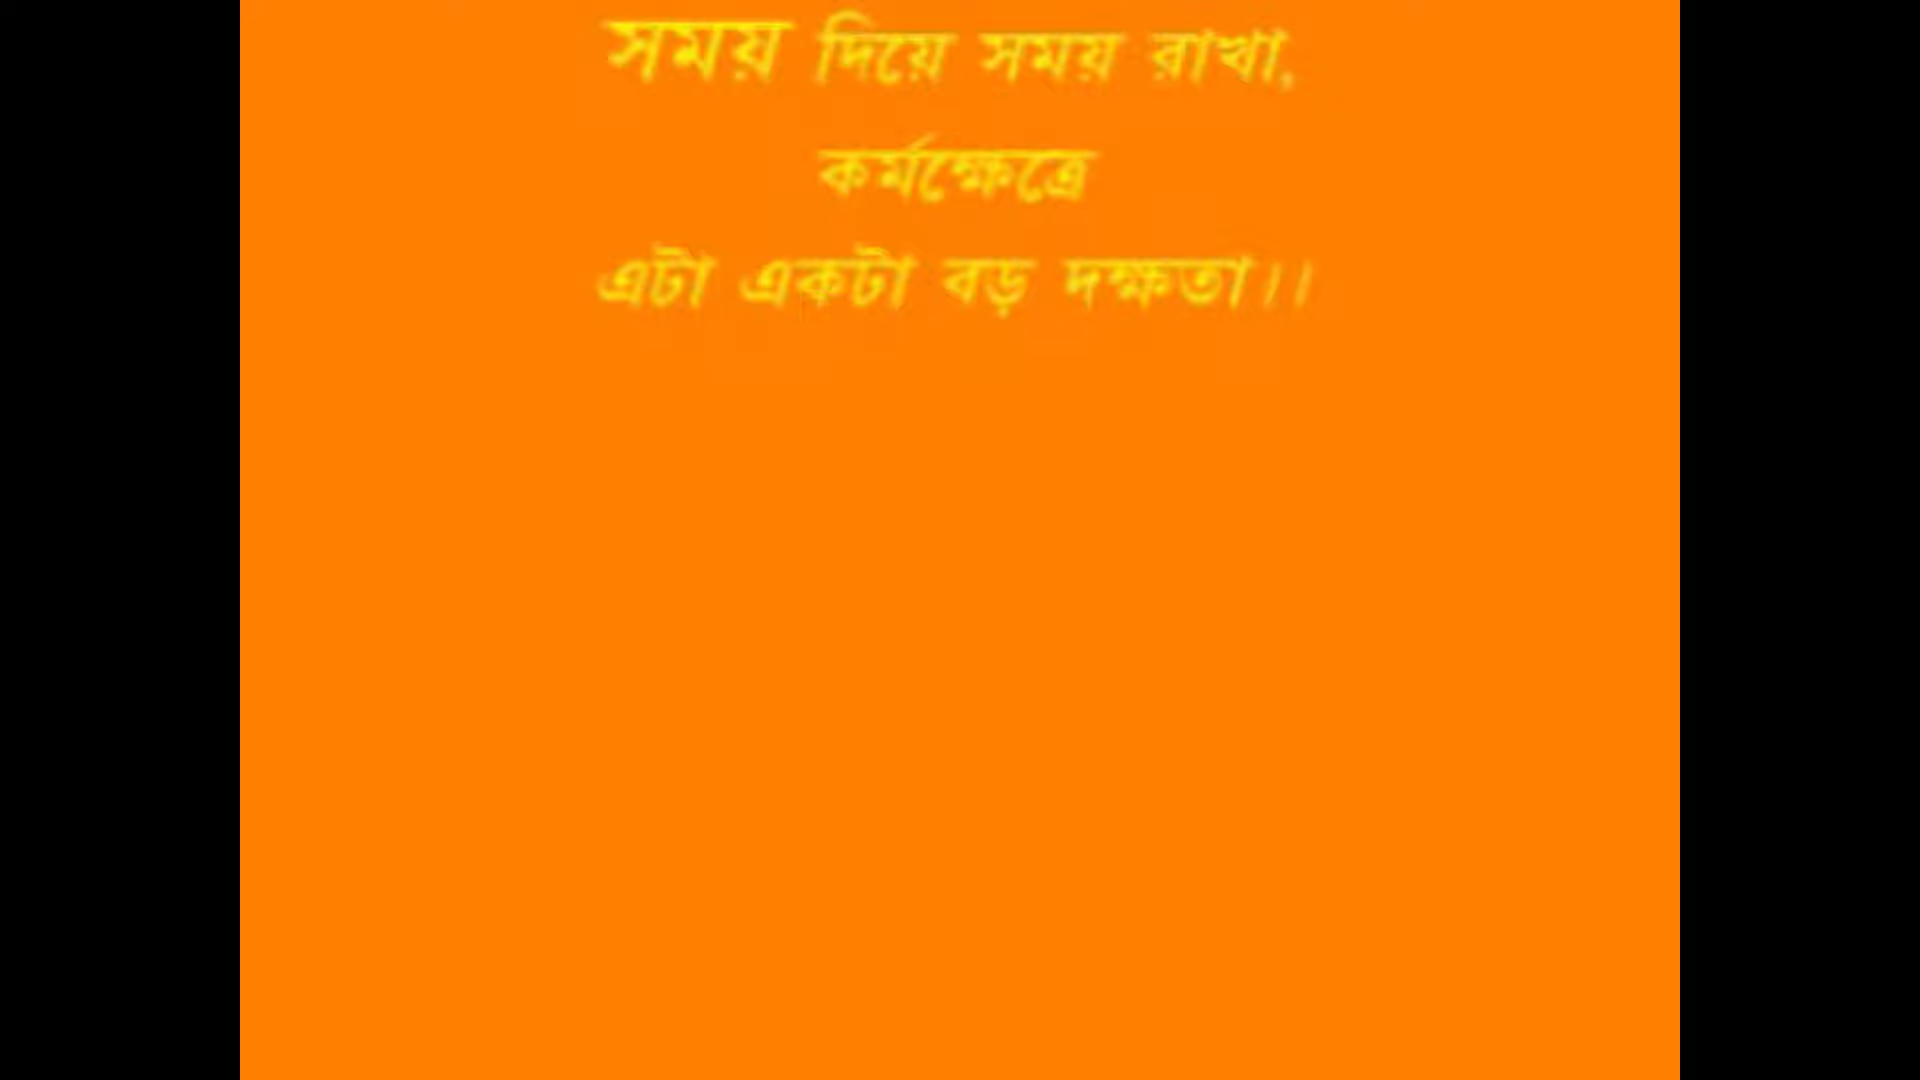 সময় দিয়ে সময় রাখা,
কর্মক্ষেত্রে
এটা একটা বড় দক্ষতা।।